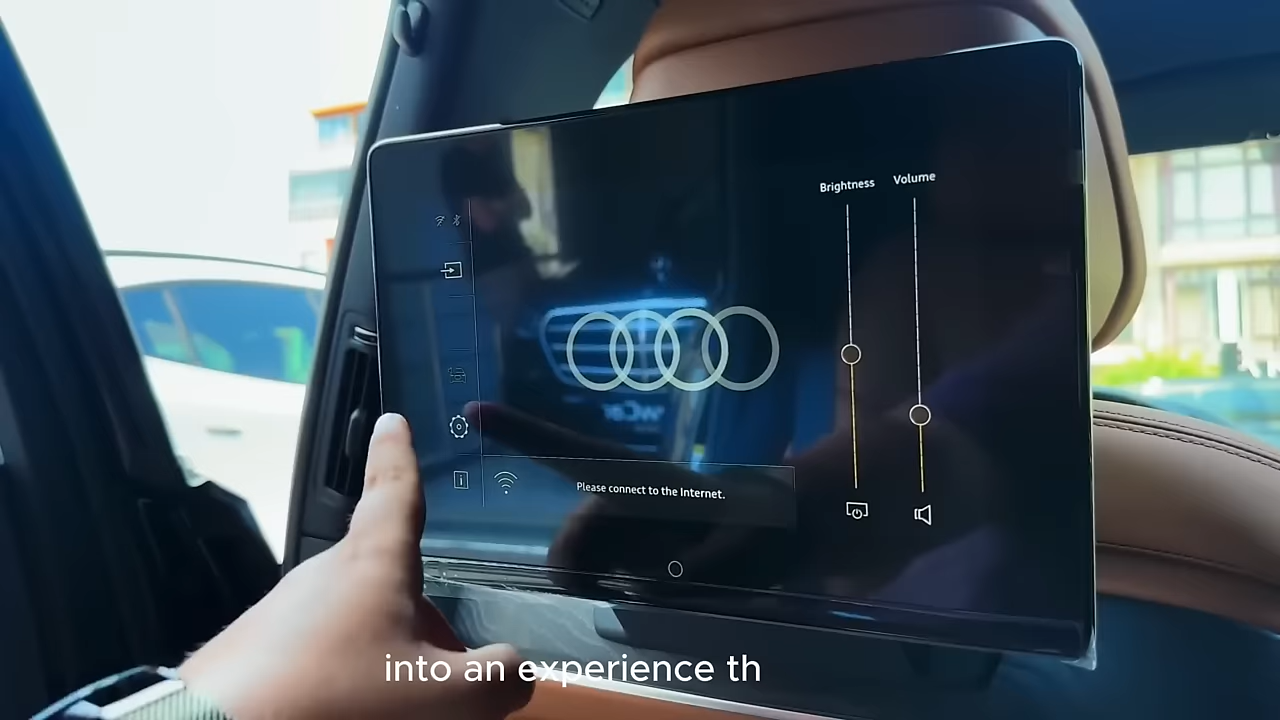 Brightness
Volume
Please connect to the Internet.
into an experience th